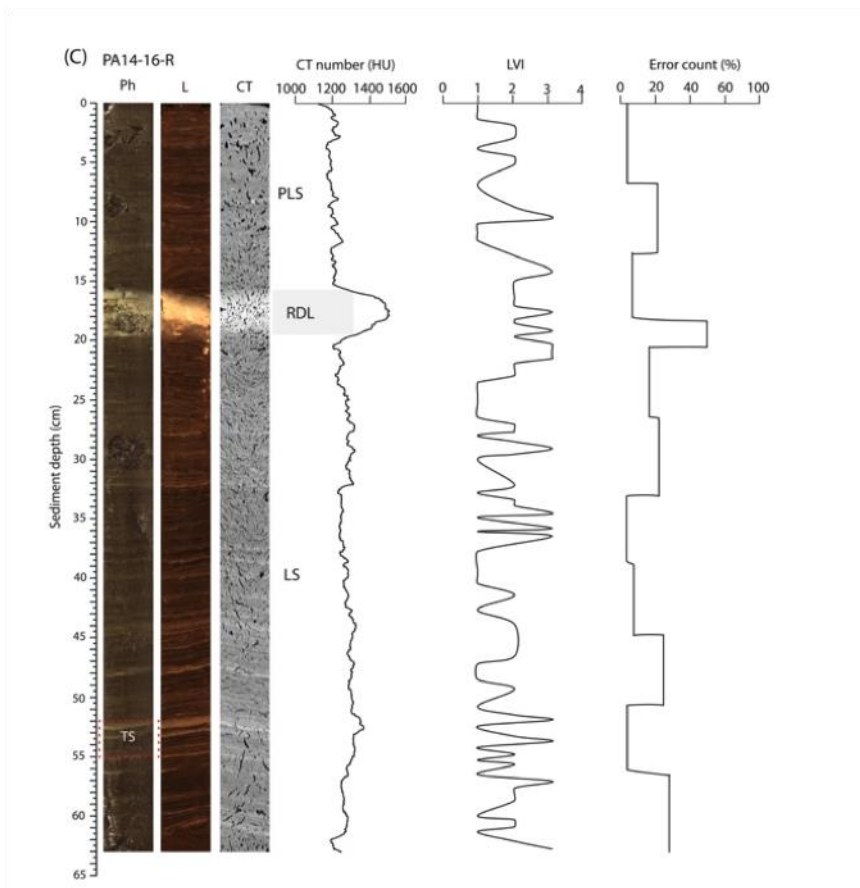 (C) PA14-16-R
CT number (HU) LVI Error count (%)
Ph L CT
1000 1200 1400 1600 0 1 2 3 4 0 20 40 60 80 100
0
5
PLS
10
15
RDL
20
25
30
Sediment depth (cm)
35
LS
40
45
50
TS
55
60
65